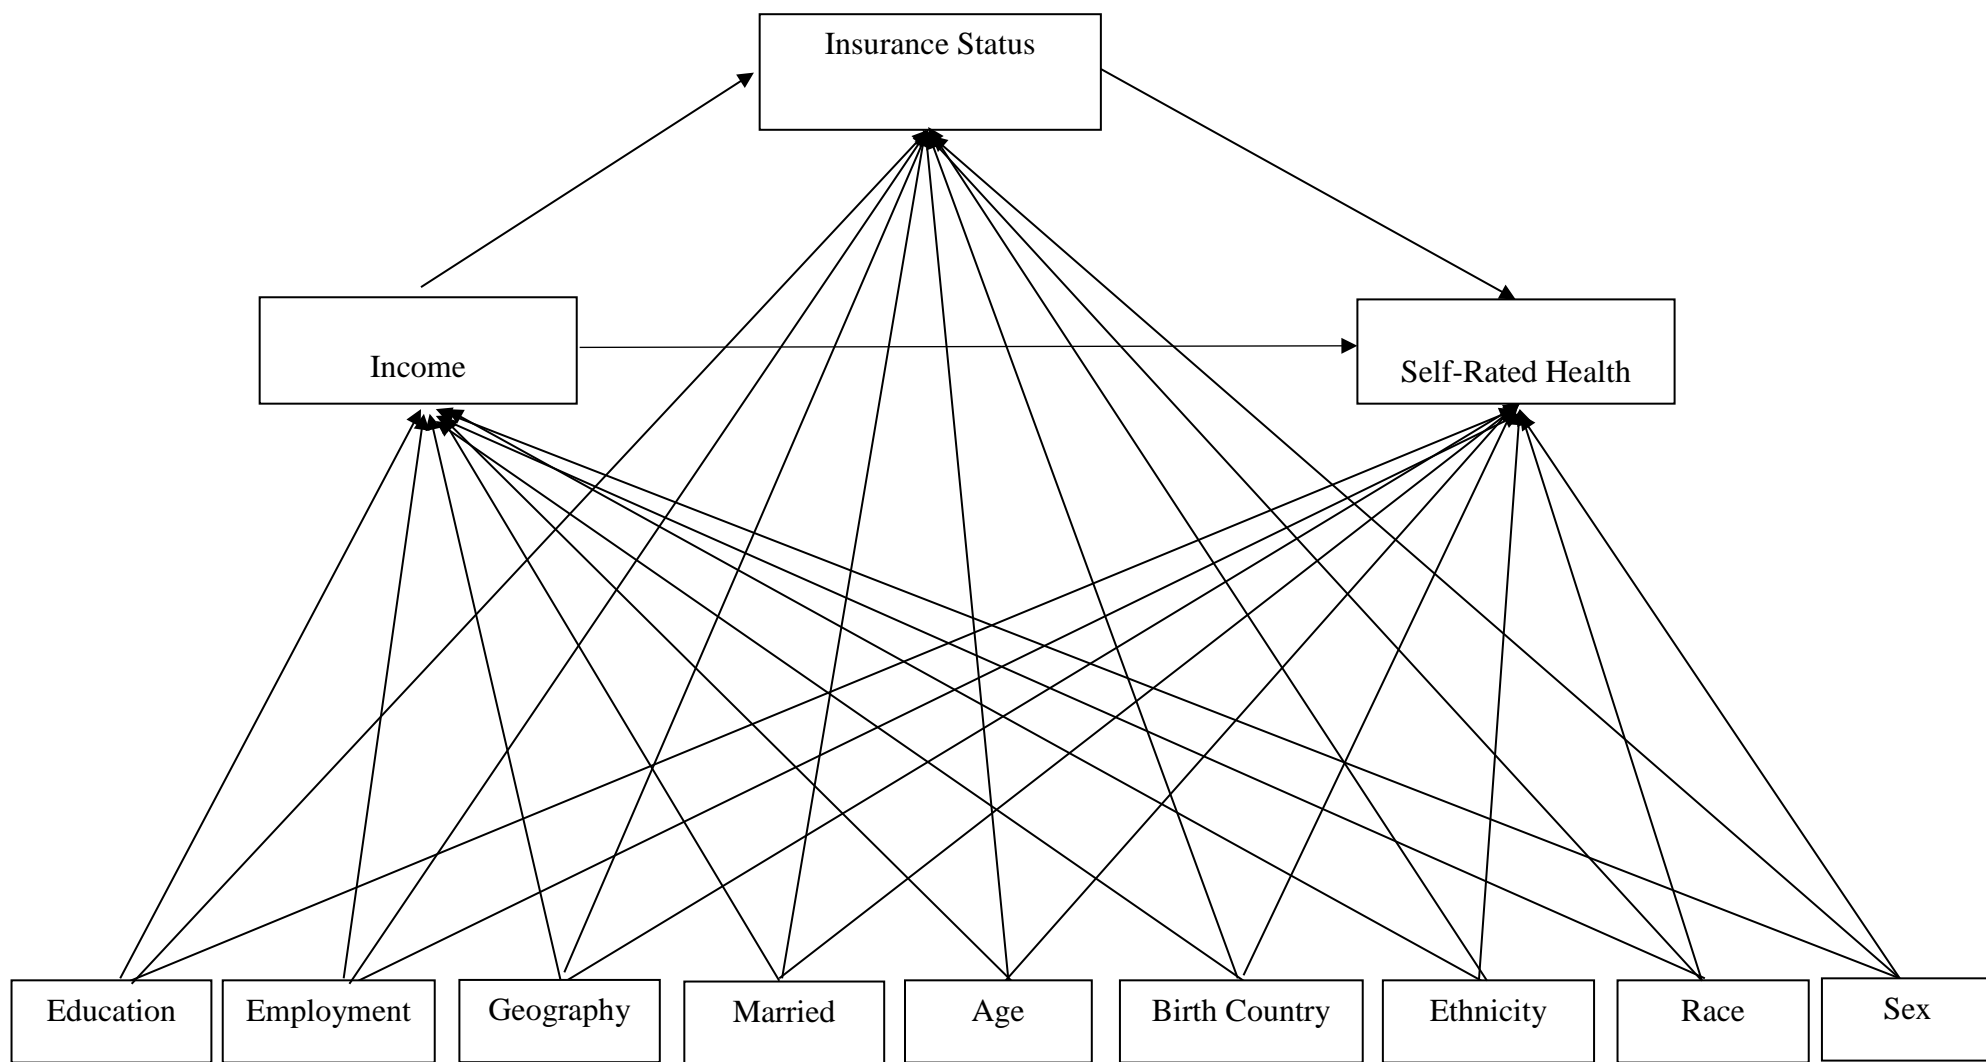 Insurance Status
Income
Self-Rated Health
Education
Employment
Geography
Married
Age
Birth Country
Ethnicity
Race
Sex